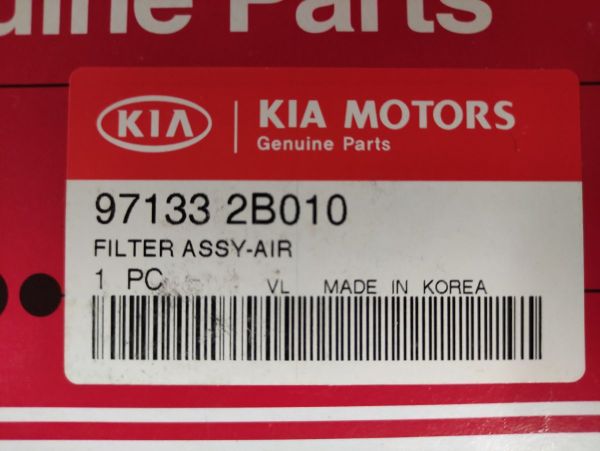 uine Parts
KIA KIA MOTORS
Genuine Parts
97133 2B010
FILTER ASSY-AIR
1 PC VL MADE IN KOREA